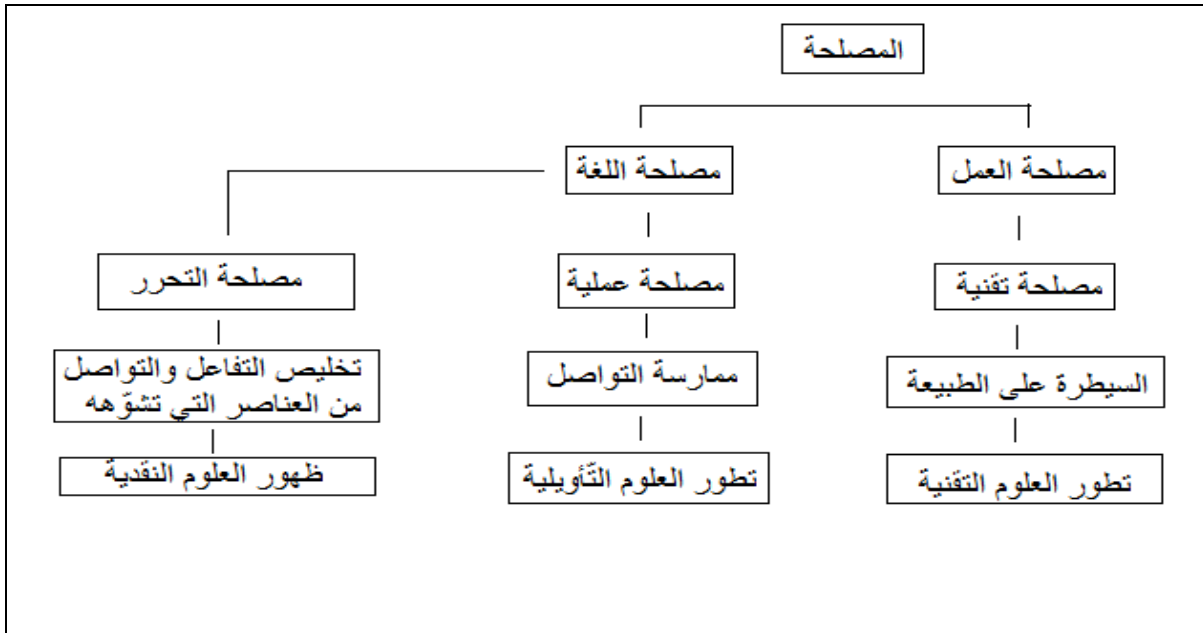 المصلحة
مصلحة العمل
مصلحة اللغة
مصلحة تقنية
مصلحة عملية
مصلحة التحرر
السيطرة على الطبيعة
ممارسة التواصل
تخليص التفاعل والتواصل
من العناصر التي تشوّهه
تطور العلوم التقنية
تطور العلوم التّأويلية
ظهور العلوم النقدية